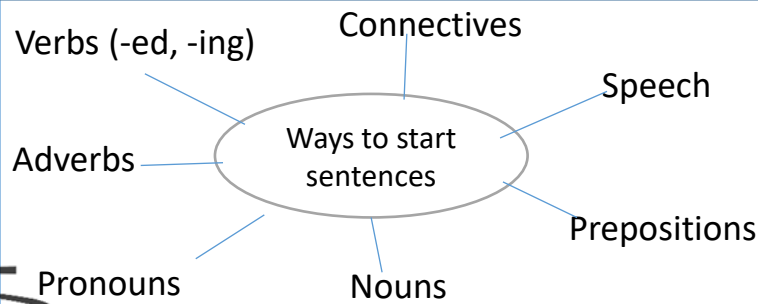 Connectives
Verbs (-ed, -ing)
Speech
Ways to start
sentences
Adverbs
Prepositions
Pronouns
Nouns